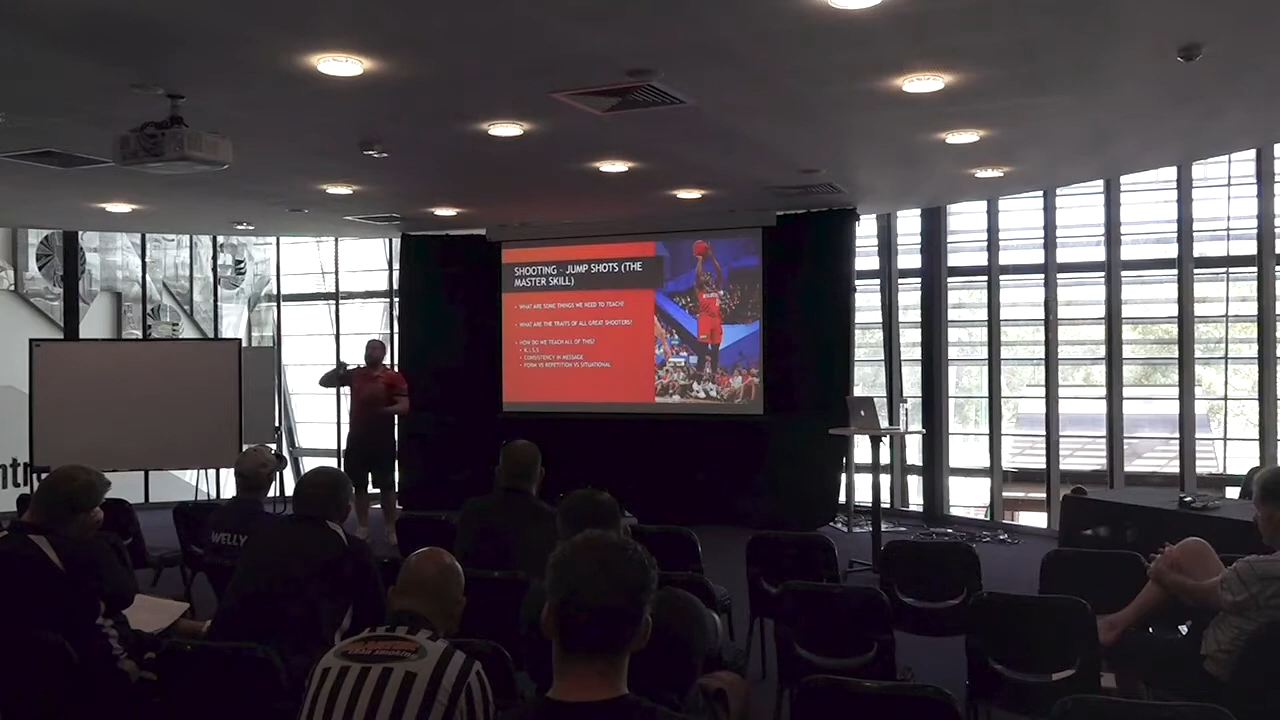 SHOOTING - JUMP SHOTS (THE
MASTER SKILL)
• WHAT ARE SOME THINGS WE NEED TO TEACH?
• WHAT ARE THE TRAITS OF ALL GREAT SHOOTERS?
• HOW DO WE TEACH ALL OF THIS?
• K.I.S.S
• CONSISTENCY IN MESSAGE
• FORM VS REPETITION VS SITUATIONAL
ntr
WELLY